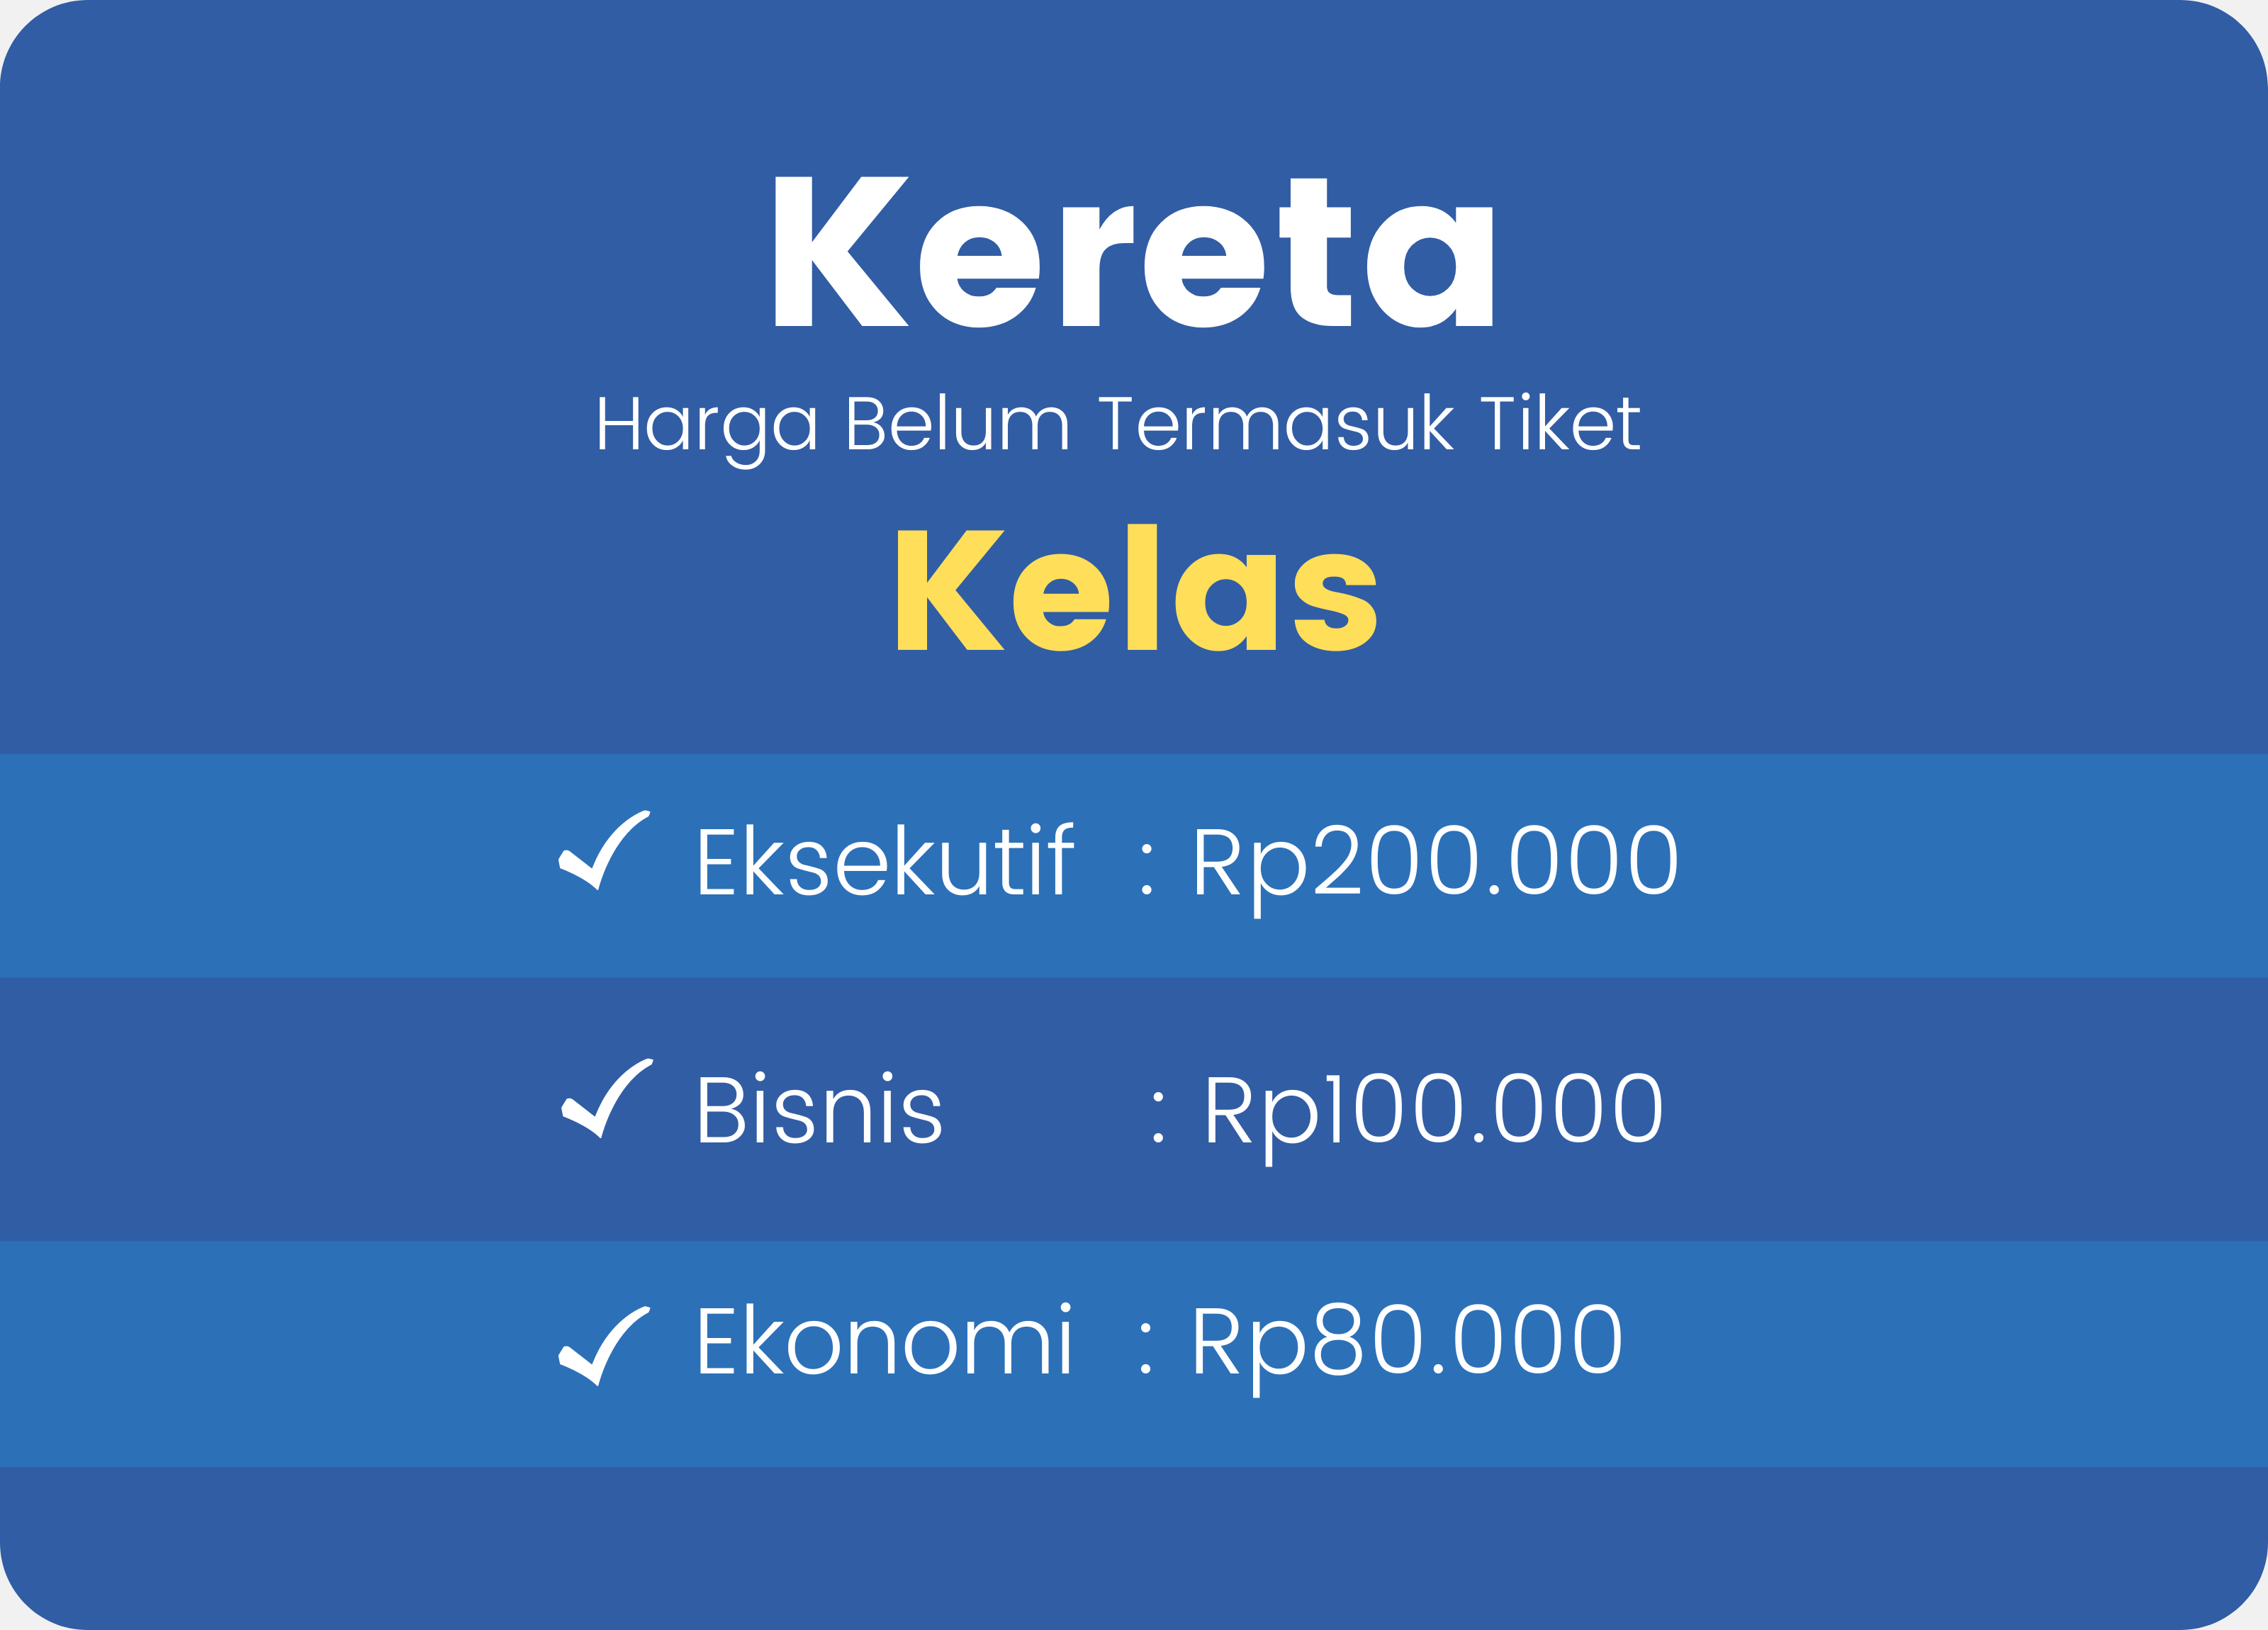 Kereta
Harga Belum Termasuk Tiket
Kelas
Eksekutif : Rp200.000
Bisnis : Rp100.000
Ekonomi : Rp80.000